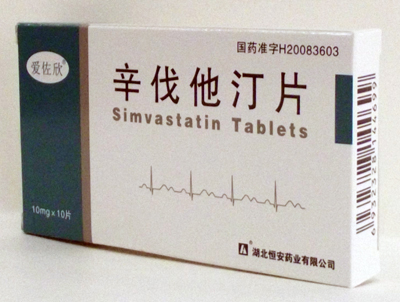 爱佐欣®
国药准字H20083603
辛伐他汀片
Simvastatin Tablets
10mg×10片
湖北恒安药业有限公司
6932328144699